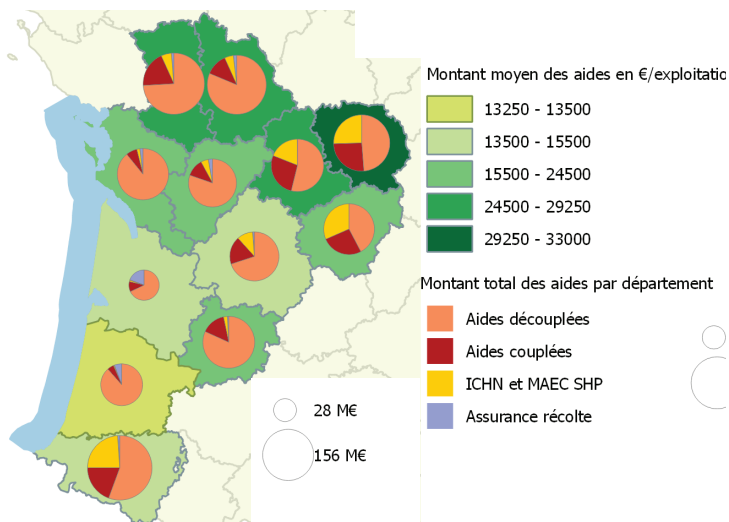 Montant moyen des aides en €/exploitatio
13250 - 13500
13500 - 15500
15500 - 24500
24500 - 29250
29250 - 33000
Montant total des aides par département
Aides découplées
Aides couplées
ICHN et MAEC SHP
Assurance récolte
28 M€
156 M€